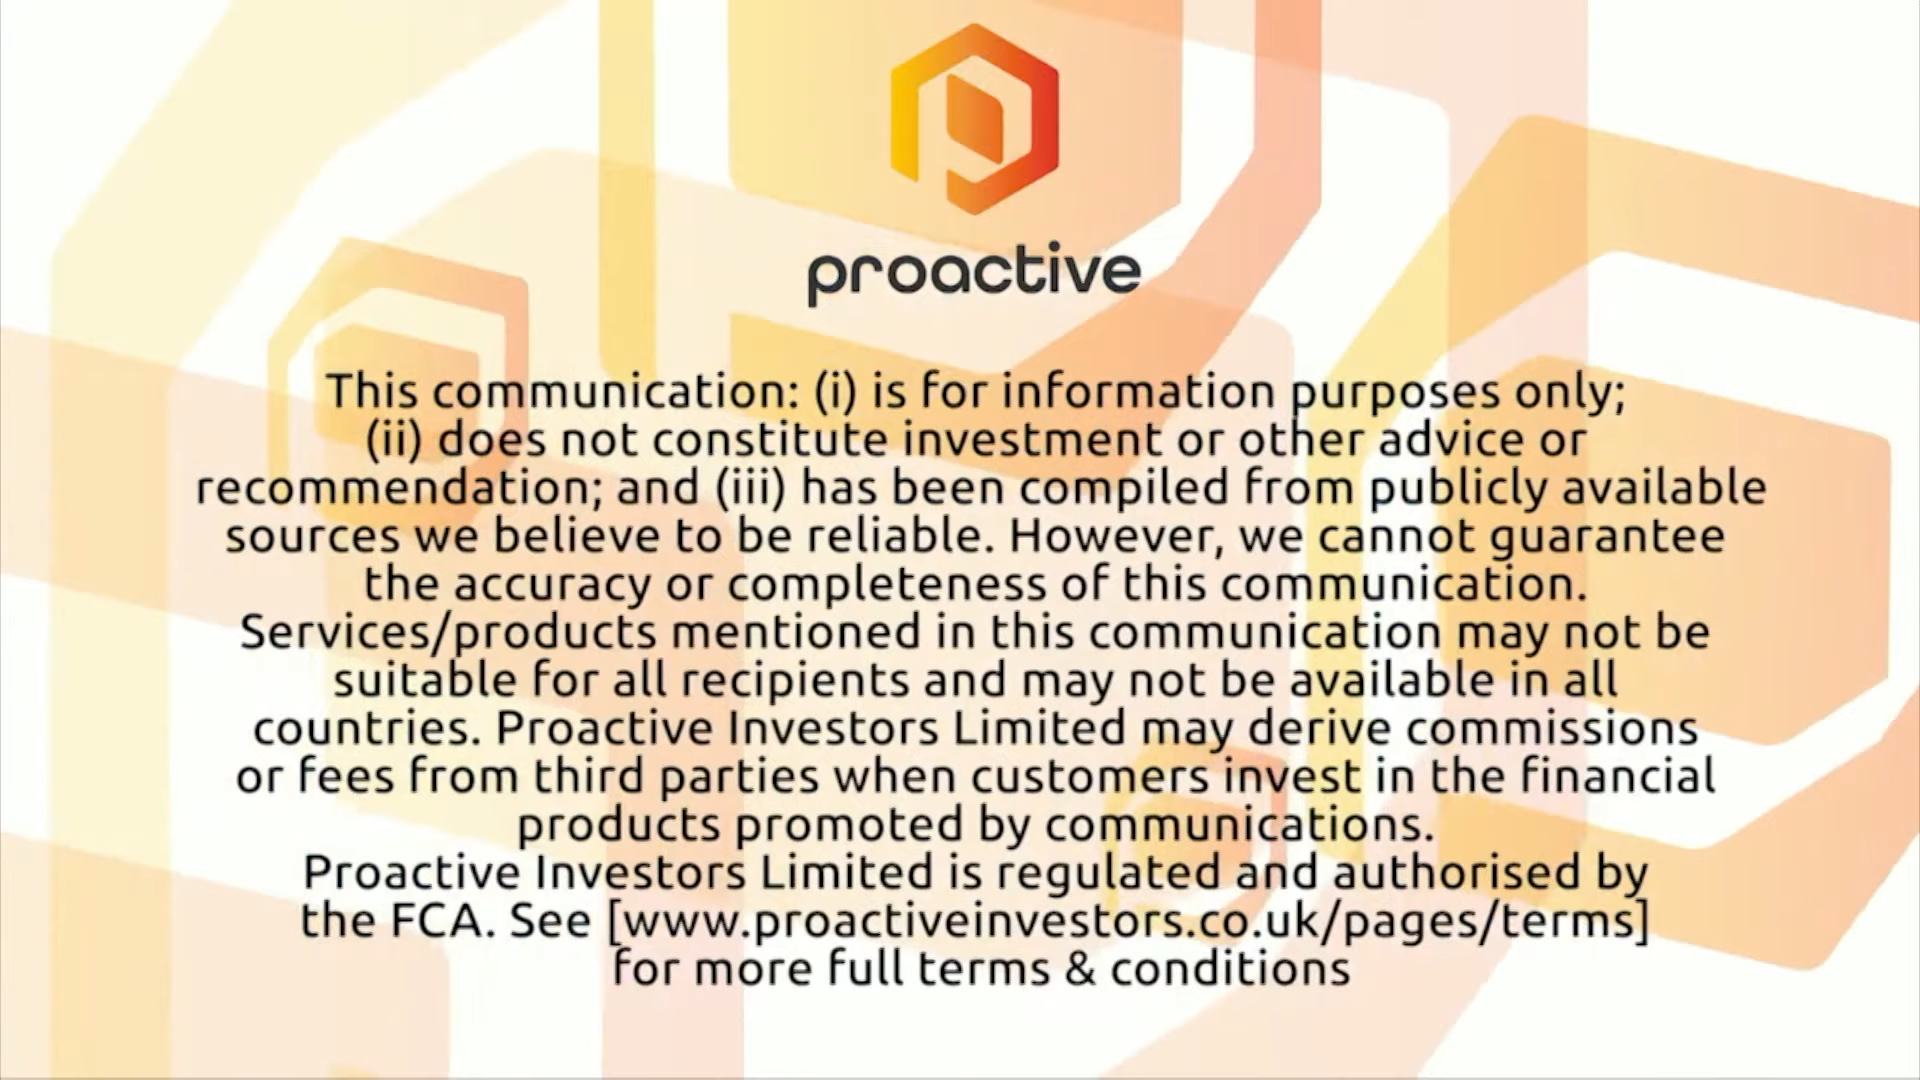 proactive
This communication: (i) is for information purposes only;
(ii) does not constitute investment or other advice or
recommendation; and (iii) has been compiled from publicly available
sources we believe to be reliable. However, we cannot guarantee
the accuracy or completeness of this communication.
Services/products mentioned in this communication may not be
suitable for all recipients and may not be available in all
countries. Proactive Investors Limited may derive commissions
or fees from third parties when customers invest in the financial
products promoted by communications.
Proactive Investors Limited is regulated and authorised by
the FCA. See [www.proactiveinvestors.co.uk/pages/terms]
for more full terms & conditions